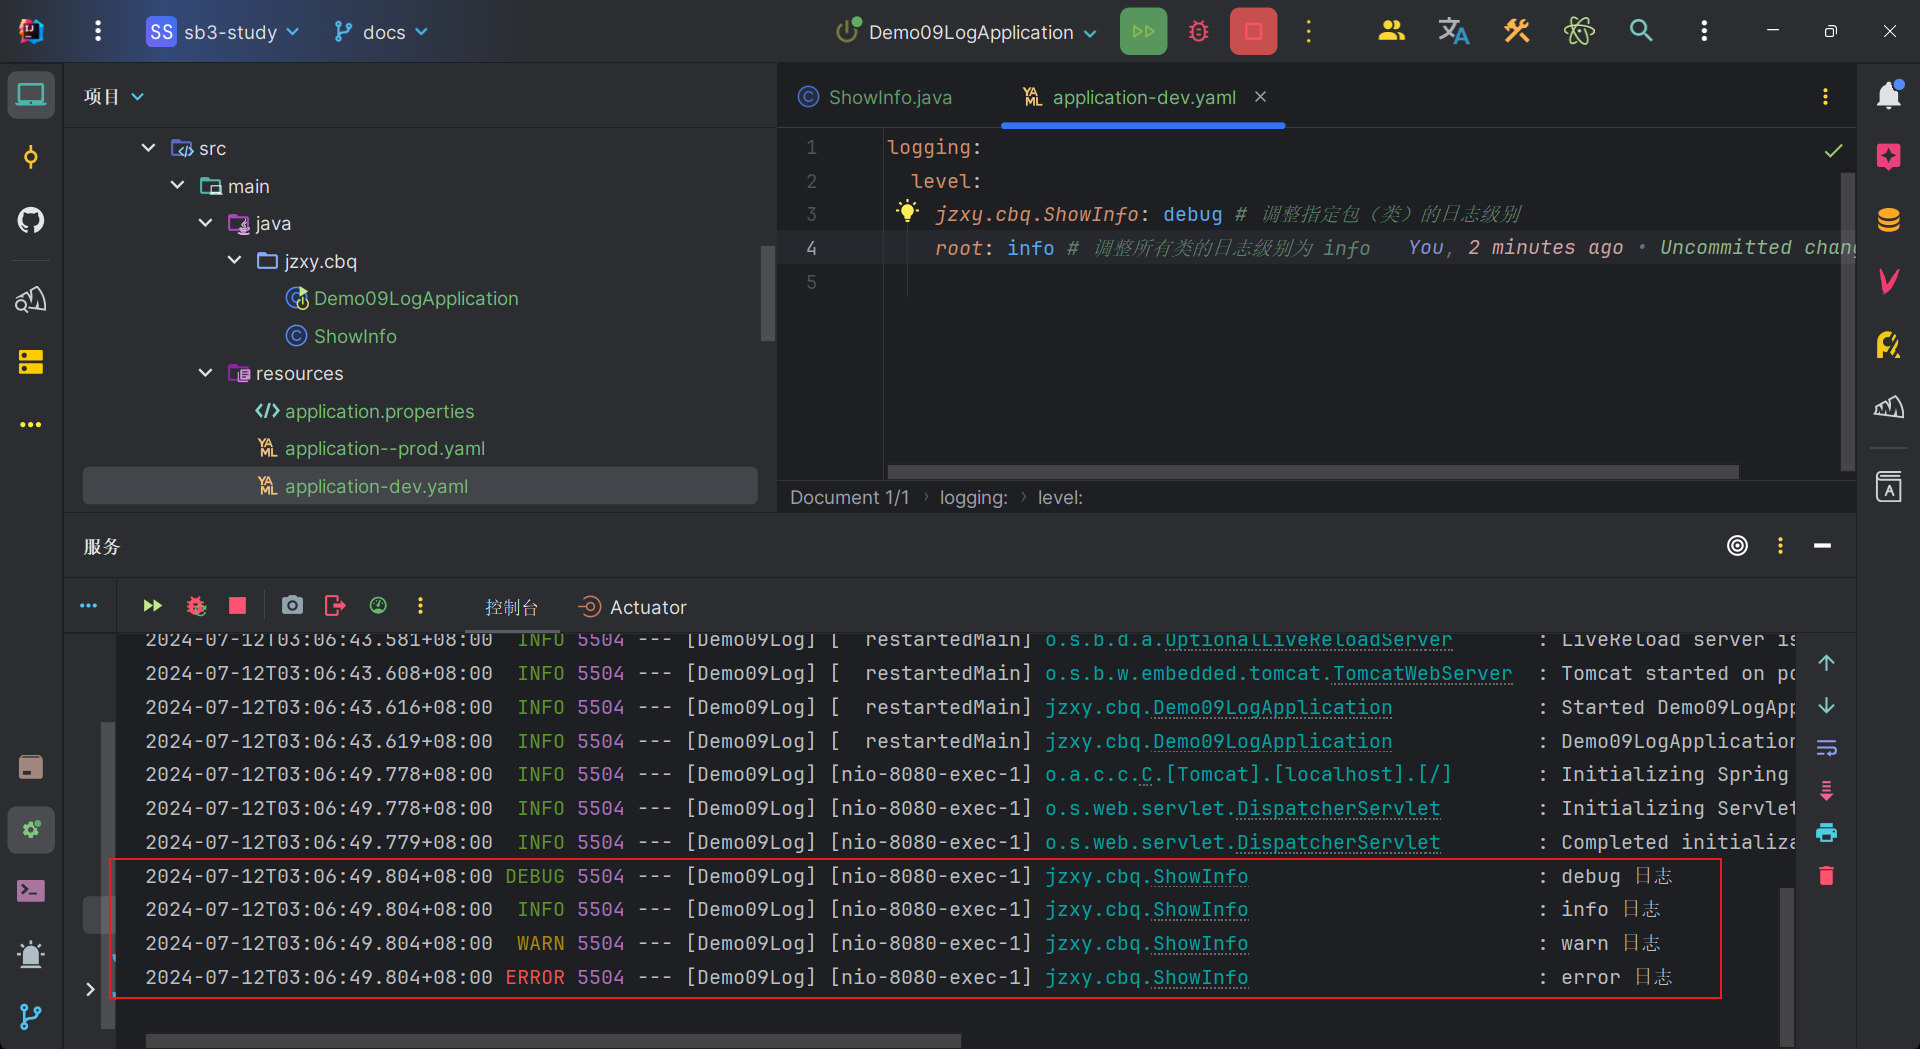 SS sb3-study docs Demo09LogApplication
项目
ShowInfo.java application-dev.yaml
src
main
java
jzxy.cbq
Demo09LogApplication
ShowInfo
resources
application.properties
application--prod.yaml
application-dev.yaml
1 logging:
2 level:
3 jzxy.cbq.ShowInfo: debug # 调整指定包（类）的日志级别
4 root: info # 调整所有类的日志级别为 info You, 2 minutes ago • Uncommitted chan
5
Document 1/1 › logging: › level:
服务
控制台 Actuator
2024-07-12T03:06:43.581+08:00 INFO 5504 --- [Demo09Log] [ restartedMain] o.s.b.d.a.OptionalLiveReloadServer : LiveReload server is
2024-07-12T03:06:43.608+08:00 INFO 5504 --- [Demo09Log] [ restartedMain] o.s.b.w.embedded.tomcat.TomcatWebServer : Tomcat started on po
2024-07-12T03:06:43.616+08:00 INFO 5504 --- [Demo09Log] [ restartedMain] jzxy.cbq.Demo09LogApplication : Started Demo09LogApp
2024-07-12T03:06:43.619+08:00 INFO 5504 --- [Demo09Log] [ restartedMain] jzxy.cbq.Demo09LogApplication : Demo09LogApplication
2024-07-12T03:06:49.778+08:00 INFO 5504 --- [Demo09Log] [nio-8080-exec-1] o.a.c.c.C.[Tomcat].[localhost].[/] : Initializing Spring
2024-07-12T03:06:49.778+08:00 INFO 5504 --- [Demo09Log] [nio-8080-exec-1] o.s.web.servlet.DispatcherServlet : Initializing Servlet
2024-07-12T03:06:49.779+08:00 INFO 5504 --- [Demo09Log] [nio-8080-exec-1] o.s.web.servlet.DispatcherServlet : Completed initializa
2024-07-12T03:06:49.804+08:00 DEBUG 5504 --- [Demo09Log] [nio-8080-exec-1] jzxy.cbq.ShowInfo : debug 日志
2024-07-12T03:06:49.804+08:00 INFO 5504 --- [Demo09Log] [nio-8080-exec-1] jzxy.cbq.ShowInfo : info 日志
2024-07-12T03:06:49.804+08:00 WARN 5504 --- [Demo09Log] [nio-8080-exec-1] jzxy.cbq.ShowInfo : warn 日志
2024-07-12T03:06:49.804+08:00 ERROR 5504 --- [Demo09Log] [nio-8080-exec-1] jzxy.cbq.ShowInfo : error 日志